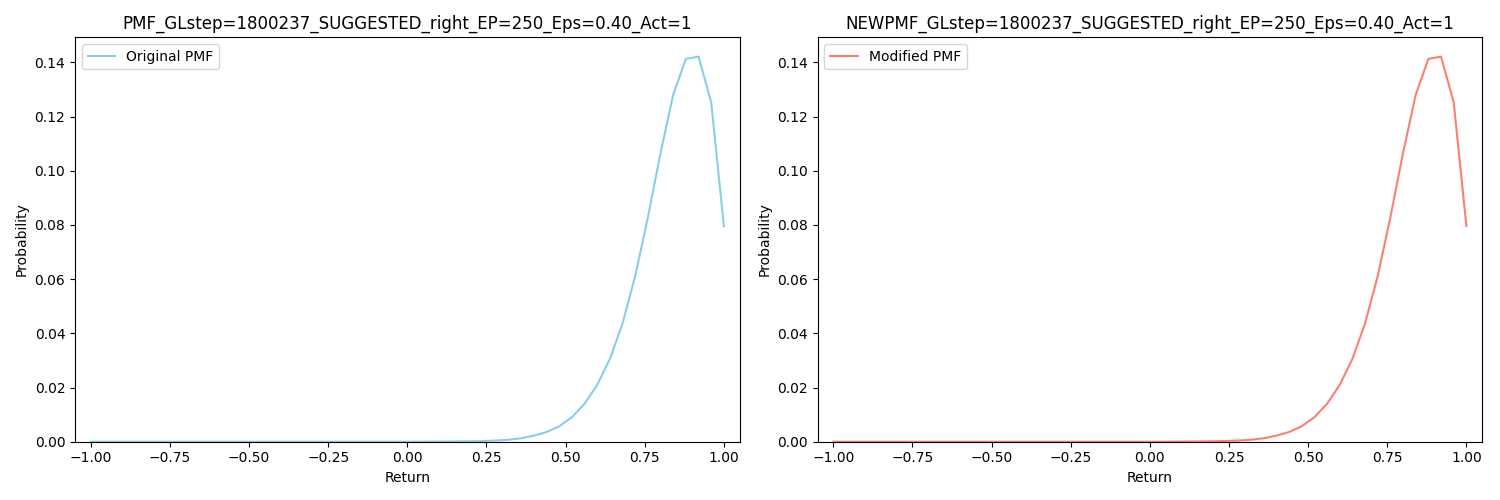 PMF_GLstep=1800237_SUGGESTED_right_EP=250_Eps=0.40_Act=1
Original PMF
0.14
0.12
0.10
0.08
0.06
0.04
0.02
0.00
Probability
−1.00 −0.75 −0.50 −0.25 0.00 0.25 0.50 0.75 1.00
Return
NEWPMF_GLstep=1800237_SUGGESTED_right_EP=250_Eps=0.40_Act=1
Modified PMF
0.14
0.12
0.10
0.08
0.06
0.04
0.02
0.00
Probability
−1.00 −0.75 −0.50 −0.25 0.00 0.25 0.50 0.75 1.00
Return